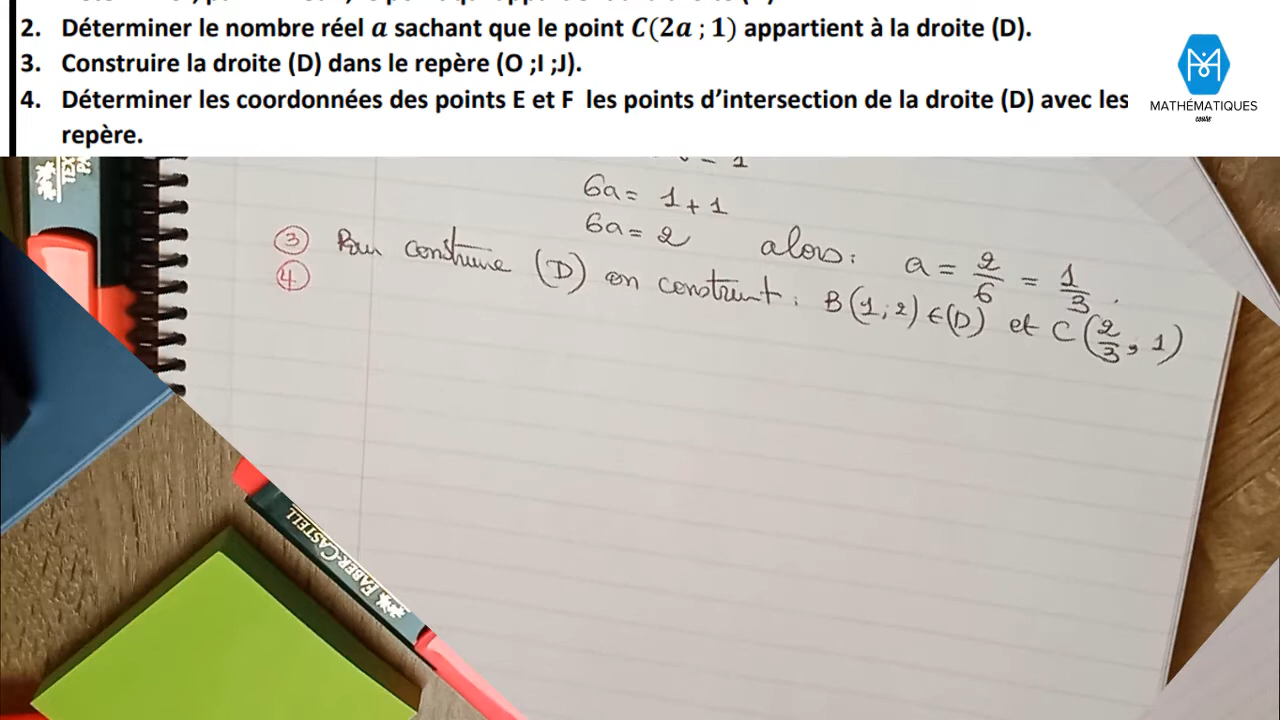 2. Déterminer le nombre réel a sachant que le point C(2a ; 1) appartient à la droite (D).
3. Construire la droite (D) dans le repère (O ;I ;J).
4. Déterminer les coordonnées des points E et F les points d'intersection de la droite (D) avec les
repère.
MATHÉMATIQUES
cours
= 1
6a = 1 + 1
6a = 2 alors : a = 2/6 = 1/3 .
③ Pour construire (D) on construit : B(1 ; 2) ∈ (D) et C(2/3 , 1)
④
FABER-CASTELL